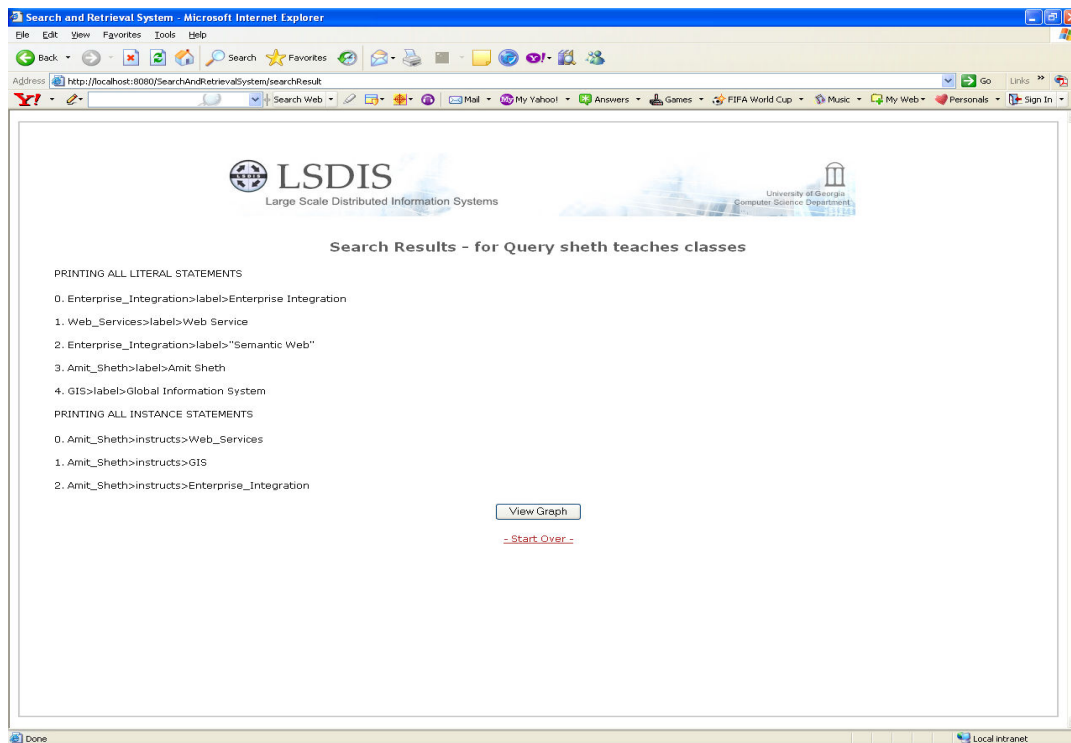 Search and Retrieval System - Microsoft Internet Explorer
File Edit View Favorites Tools Help
Back Search Favorites
Address http://localhost:8080/SearchAndRetrievalSystem/searchResult Go Links »
Y! Search Web Mail My Yahoo! Answers Games FIFA World Cup Music My Web Personals Sign In
LSDIS
Large Scale Distributed Information Systems
University of Georgia
Computer Science Department
Search Results - for Query sheth teaches classes
PRINTING ALL LITERAL STATEMENTS
0. Enterprise_Integration>label>Enterprise Integration
1. Web_Services>label>Web Service
2. Enterprise_Integration>label>"Semantic Web"
3. Amit_Sheth>label>Amit Sheth
4. GIS>label>Global Information System
PRINTING ALL INSTANCE STATEMENTS
0. Amit_Sheth>instructs>Web_Services
1. Amit_Sheth>instructs>GIS
2. Amit_Sheth>instructs>Enterprise_Integration
View Graph
- Start Over -
Done Local intranet